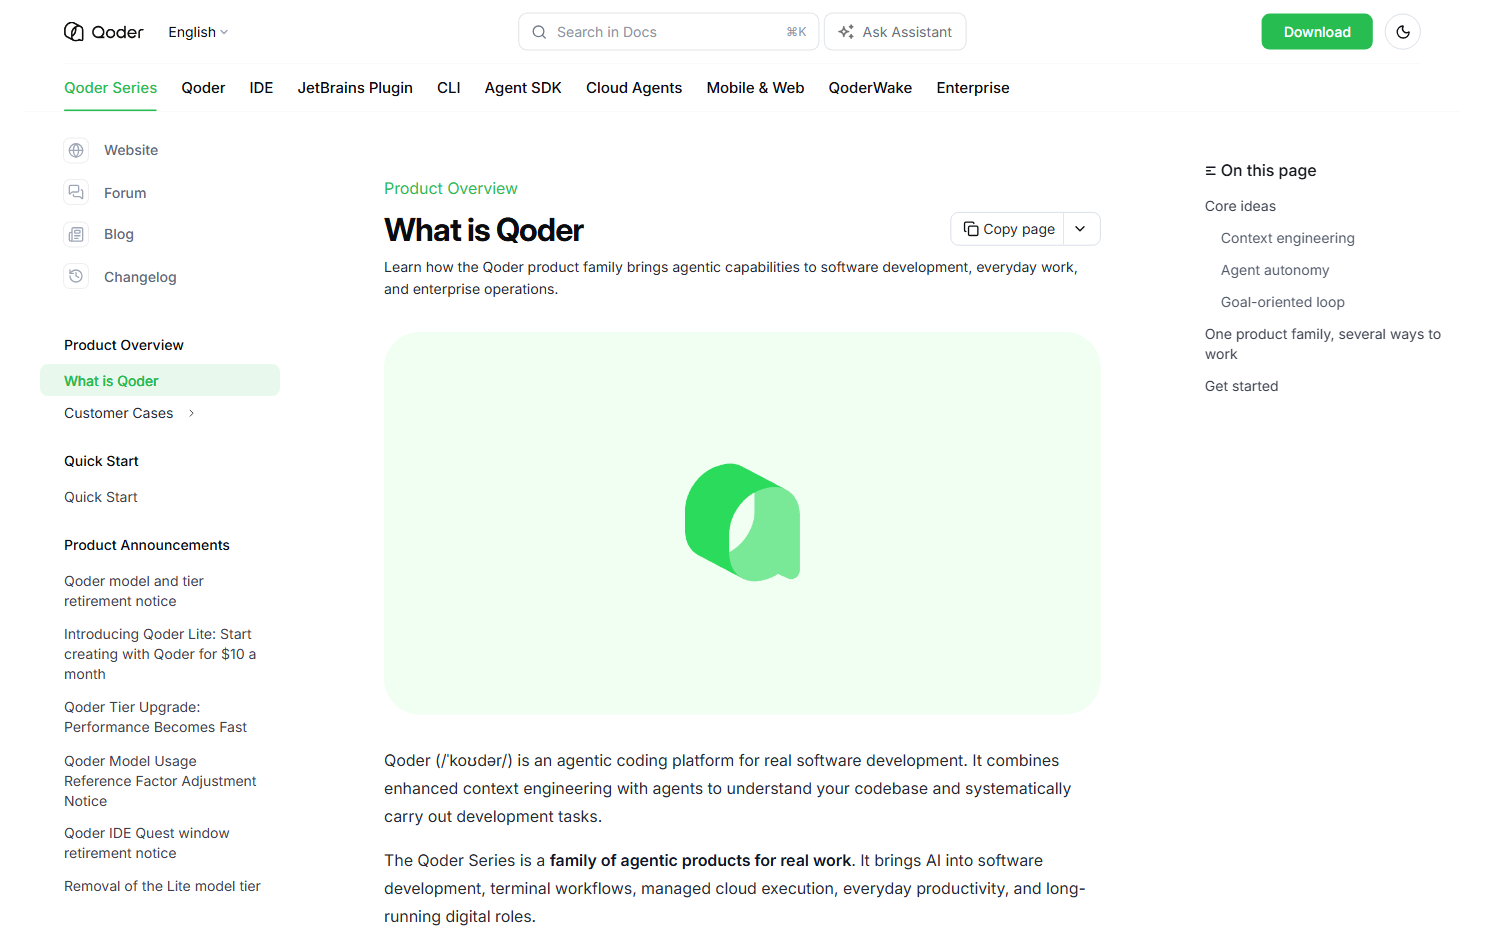 Qoder
English
Search in Docs
⌘K
Ask Assistant
Download
Qoder Series
Qoder
IDE
JetBrains Plugin
CLI
Agent SDK
Cloud Agents
Mobile & Web
QoderWake
Enterprise
Website
Forum
Blog
Changelog
Product Overview
What is Qoder
Customer Cases
Quick Start
Quick Start
Product Announcements
Qoder model and tier
retirement notice
Introducing Qoder Lite: Start
creating with Qoder for $10 a
month
Qoder Tier Upgrade:
Performance Becomes Fast
Qoder Model Usage
Reference Factor Adjustment
Notice
Qoder IDE Quest window
retirement notice
Removal of the Lite model tier
Product Overview
What is Qoder
Copy page
Learn how the Qoder product family brings agentic capabilities to software development, everyday work,
and enterprise operations.
Qoder (/ˈkoʊdər/) is an agentic coding platform for real software development. It combines
enhanced context engineering with agents to understand your codebase and systematically
carry out development tasks.
The Qoder Series is a family of agentic products for real work. It brings AI into software
development, terminal workflows, managed cloud execution, everyday productivity, and long-
running digital roles.
On this page
Core ideas
Context engineering
Agent autonomy
Goal-oriented loop
One product family, several ways to
work
Get started